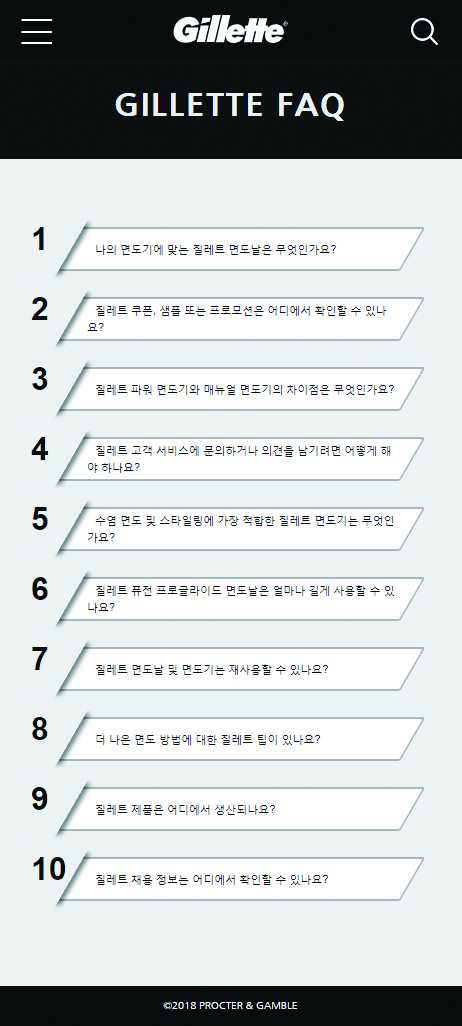 Gillette®
GILLETTE FAQ
1
나의 면도기에 맞는 질레트 면도날은 무엇인가요?
2
질레트 쿠폰, 샘플 또는 프로모션은 어디에서 확인할 수 있나
요?
3
질레트 파워 면도기와 매뉴얼 면도기의 차이점은 무엇인가요?
4
질레트 고객 서비스에 문의하거나 의견을 남기려면 어떻게 해
야 하나요?
5
수염 면도 및 스타일링에 가장 적합한 질레트 면도기는 무엇인
가요?
6
질레트 퓨전 프로글라이드 면도날은 얼마나 길게 사용할 수 있
나요?
7
질레트 면도날 및 면도기는 재사용할 수 있나요?
8
더 나은 면도 방법에 대한 질레트 팁이 있나요?
9
질레트 제품은 어디에서 생산되나요?
10
질레트 채용 정보는 어디에서 확인할 수 있나요?
©2018 PROCTER & GAMBLE